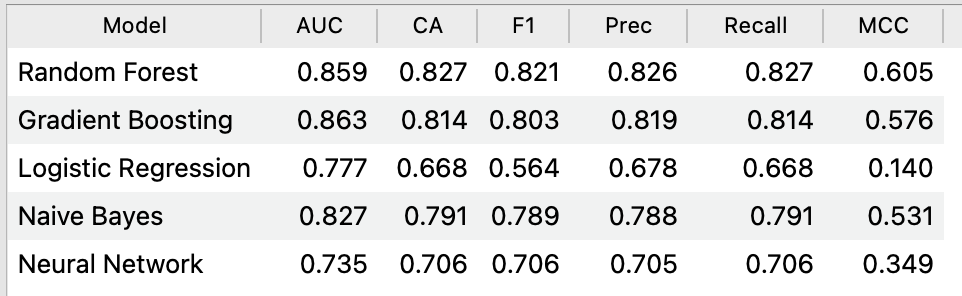 Model AUC CA F1 Prec Recall MCC
Random Forest 0.859 0.827 0.821 0.826 0.827 0.605
Gradient Boosting 0.863 0.814 0.803 0.819 0.814 0.576
Logistic Regression 0.777 0.668 0.564 0.678 0.668 0.140
Naive Bayes 0.827 0.791 0.789 0.788 0.791 0.531
Neural Network 0.735 0.706 0.706 0.705 0.706 0.349